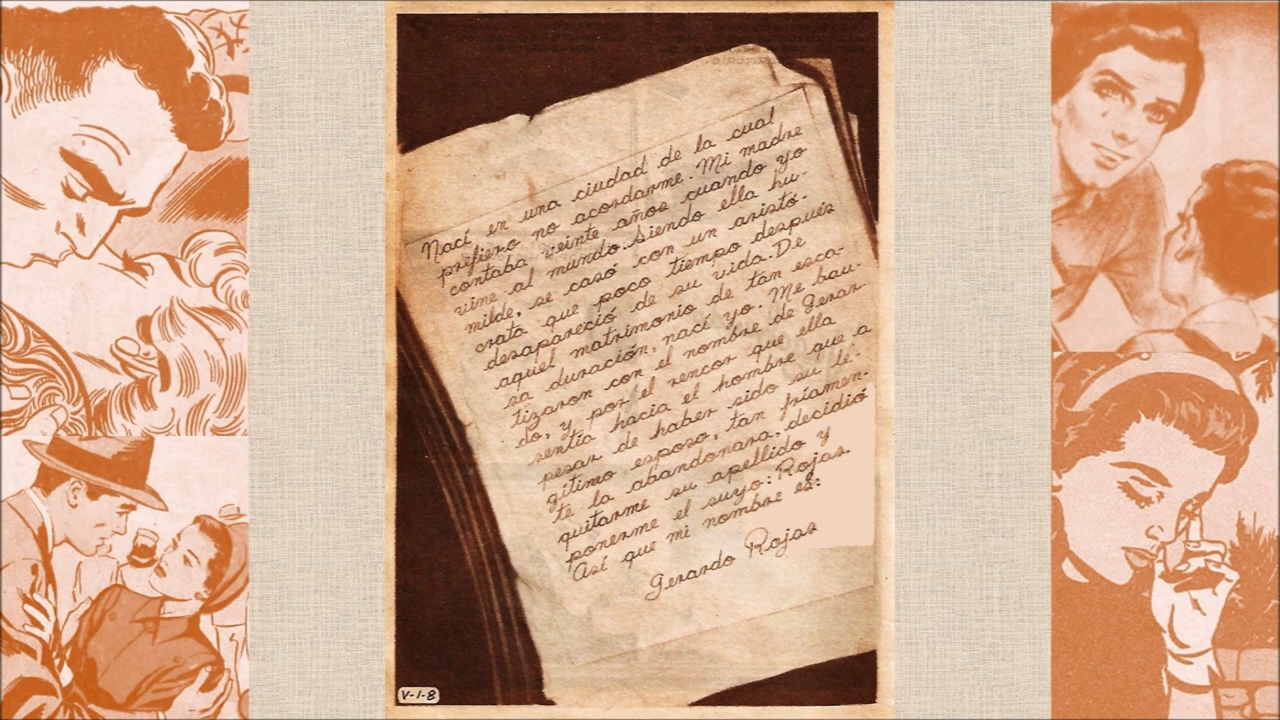 Nací en una ciudad de la cual
prefiero no acordarme. Mi madre
contaba veinte años cuando yo
vine al mundo. Siendo ella hu-
milde, se casó con un aristó-
crata que poco tiempo después
desapareció de su vida. De
aquel matrimonio de tan esca-
sa duración, nací yo. Me bau-
tizaron con el nombre de Gerar-
do, y por el rencor que ella
sentía hacia el hombre que a
pesar de haber sido su le-
gítimo esposo, tan fríamen-
te la abandonara, decidió
quitarme su apellido y
ponerme el suyo: Rojas.
Así que mi nombre es:
Gerardo Rojas
V-1-8